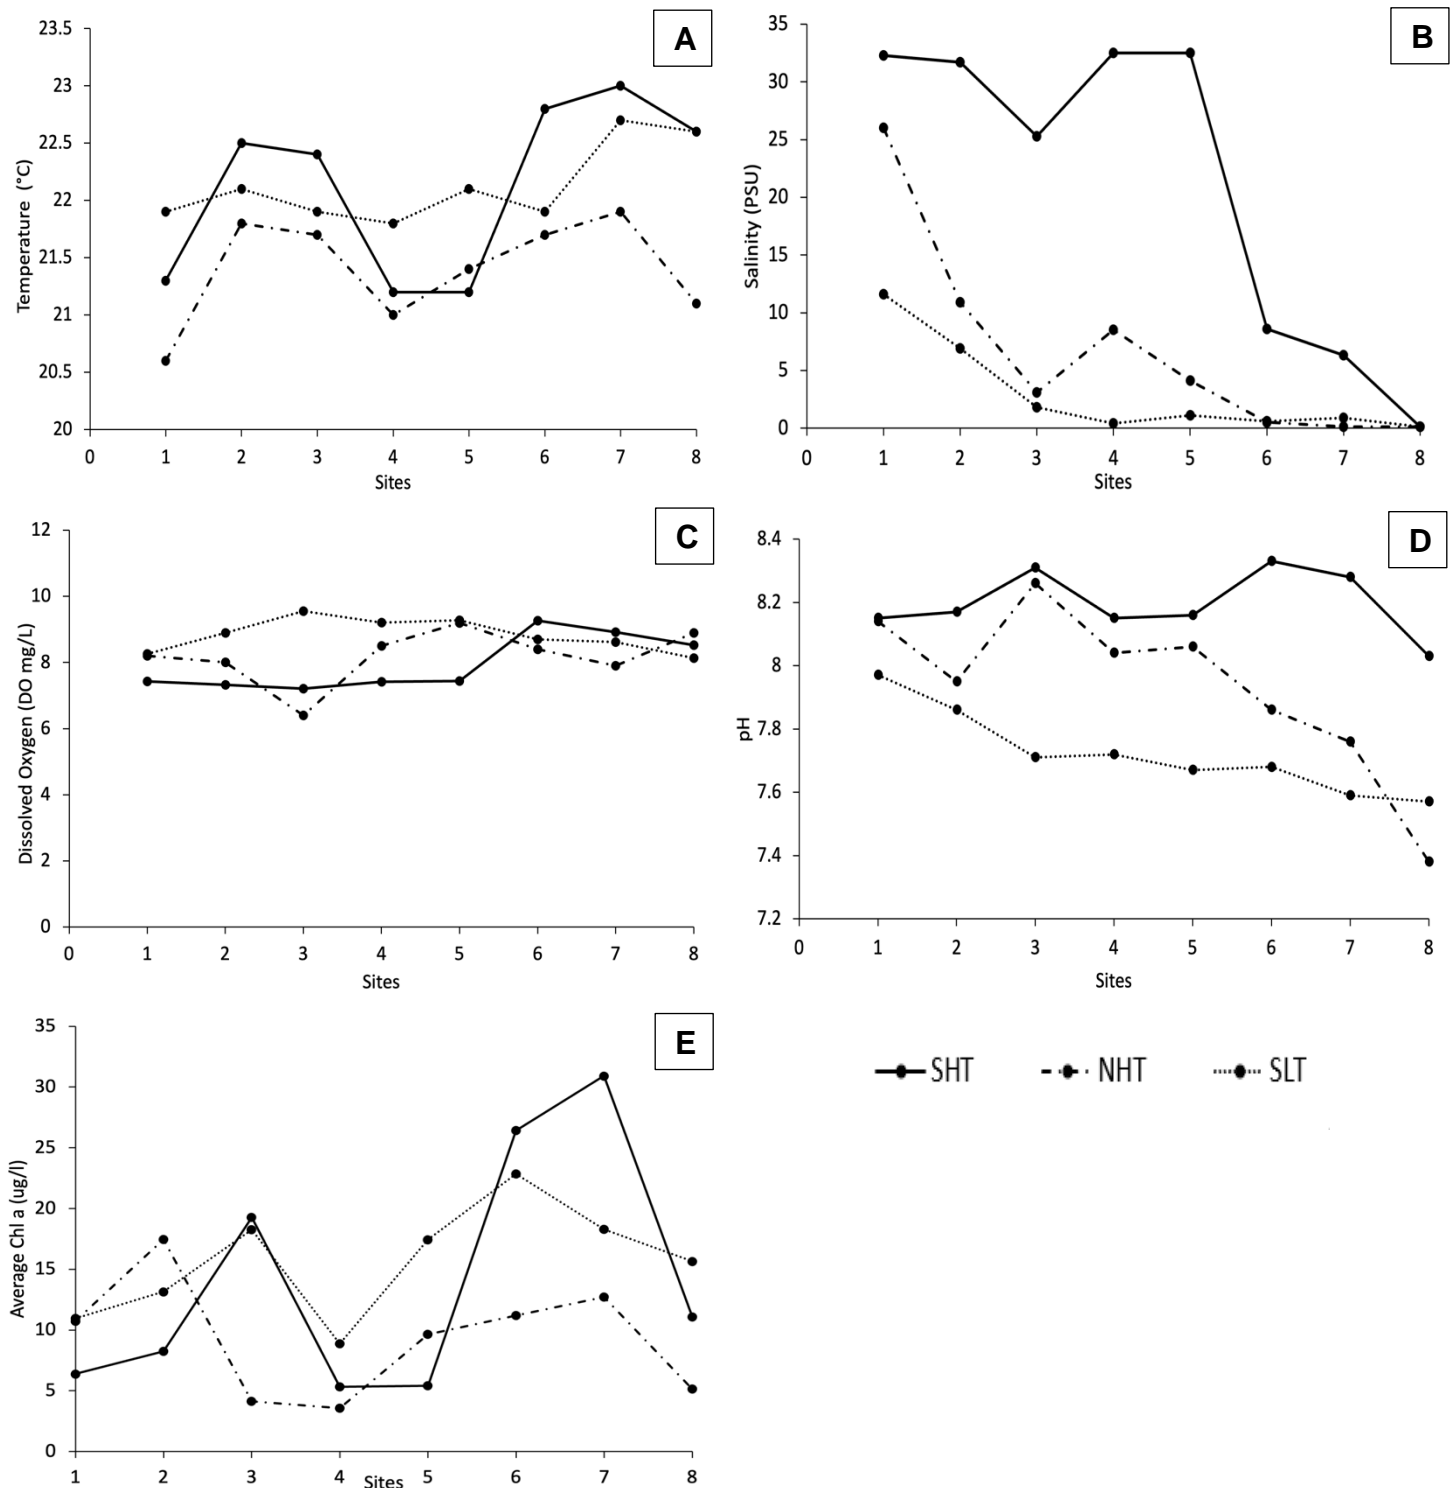 A
Temperature (°C)
23.5
23
22.5
22
21.5
21
20.5
20
0 1 2 3 4 5 6 7 8
Sites
B
Salinity (PSU)
35
30
25
20
15
10
5
0
0 1 2 3 4 5 6 7 8
Sites
C
Dissolved Oxygen (DO mg/L)
12
10
8
6
4
2
0
0 1 2 3 4 5 6 7 8
Sites
D
pH
8.4
8.2
8
7.8
7.6
7.4
7.2
0 1 2 3 4 5 6 7 8
Sites
E
Average Chl a (ug/l)
35
30
25
20
15
10
5
0
1 2 3 4 5 6 7 8
Sites
SHT NHT SLT